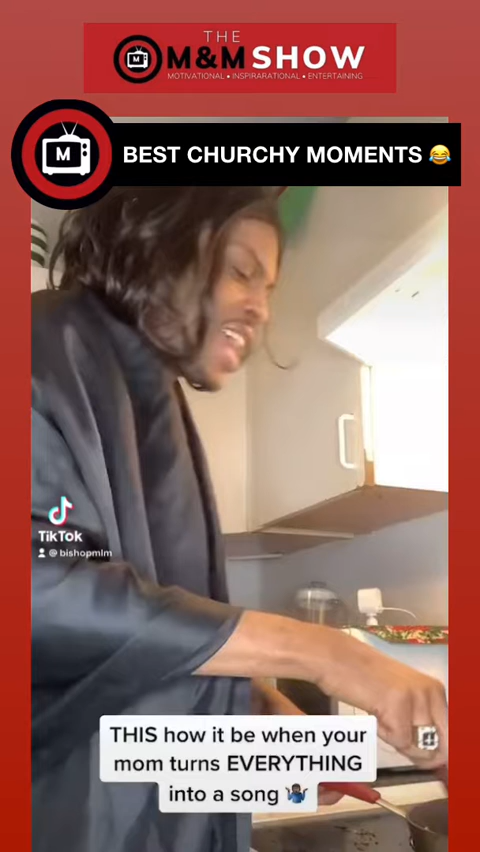 THE
M&M SHOW
MOTIVATIONAL • INSPIRARATIONAL • ENTERTAINING
M
BEST CHURCHY MOMENTS 😂
TikTok
@bishopmlm
THIS how it be when your
mom turns EVERYTHING
into a song 🤷🏿‍♂️